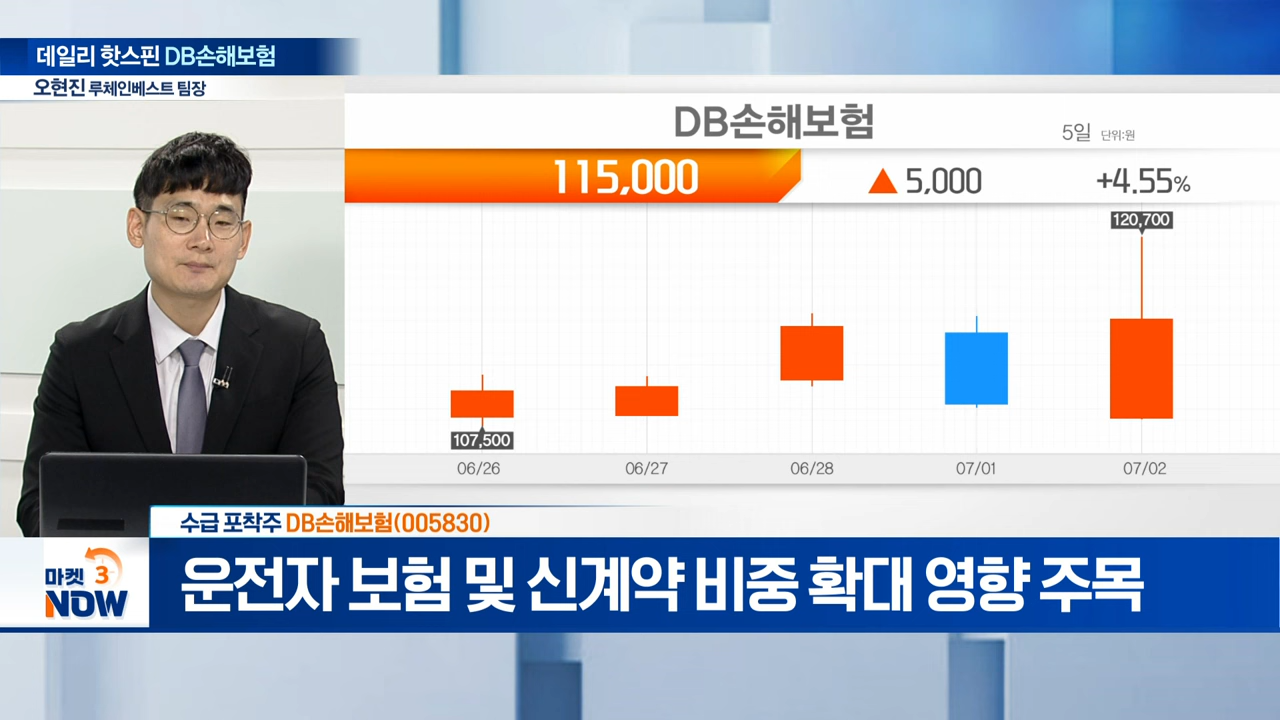 데일리 핫스핀 DB손해보험
오현진 루체인베스트 팀장
DB손해보험
5일 단위:원
115,000 ▲ 5,000 +4.55%
120,700
107,500
06/26 06/27 06/28 07/01 07/02
수급 포착주 DB손해보험(005830)
운전자 보험 및 신계약 비중 확대 영향 주목
마켓 3
NOW